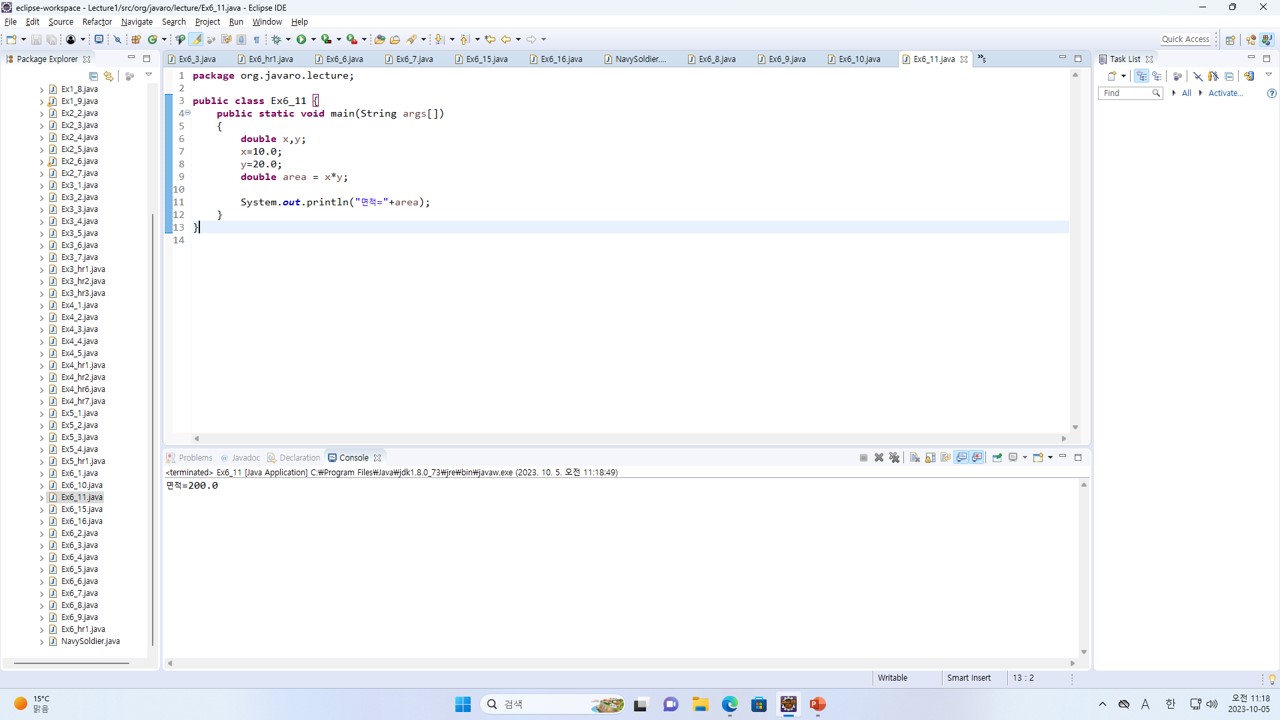 eclipse-workspace - Lecture1/src/org/javaro/lecture/Ex6_11.java - Eclipse IDE
File Edit Source Refactor Navigate Search Project Run Window Help
Quick Access
Package Explorer
Ex6_3.java Ex6_hr1.java Ex6_6.java Ex6_7.java Ex6_15.java Ex6_16.java NavySoldier.... Ex6_8.java Ex6_9.java Ex6_10.java Ex6_11.java
Task List
Find All Activate...
Ex1_8.java
Ex1_9.java
Ex2_2.java
Ex2_3.java
Ex2_4.java
Ex2_5.java
Ex2_6.java
Ex2_7.java
Ex3_1.java
Ex3_2.java
Ex3_3.java
Ex3_4.java
Ex3_5.java
Ex3_6.java
Ex3_7.java
Ex3_hr1.java
Ex3_hr2.java
Ex3_hr3.java
Ex4_1.java
Ex4_2.java
Ex4_3.java
Ex4_4.java
Ex4_5.java
Ex4_hr1.java
Ex4_hr2.java
Ex4_hr6.java
Ex4_hr7.java
Ex5_1.java
Ex5_2.java
Ex5_3.java
Ex5_4.java
Ex5_hr1.java
Ex6_1.java
Ex6_10.java
Ex6_11.java
Ex6_15.java
Ex6_16.java
Ex6_2.java
Ex6_3.java
Ex6_4.java
Ex6_5.java
Ex6_6.java
Ex6_7.java
Ex6_8.java
Ex6_9.java
Ex6_hr1.java
NavySoldier.java
1 package org.javaro.lecture;
2
3 public class Ex6_11 {
4 public static void main(String args[])
5 {
6 double x,y;
7 x=10.0;
8 y=20.0;
9 double area = x*y;
10
11 System.out.println("면적="+area);
12 }
13 }
14
Problems Javadoc Declaration Console
<terminated> Ex6_11 [Java Application] C:₩Program Files₩Java₩jdk1.8.0_73₩jre₩bin₩javaw.exe (2023. 10. 5. 오전 11:18:49)
면적=200.0
Writable Smart Insert 13 : 2
15°C
맑음
검색
A 한
오전 11:18
2023-10-05